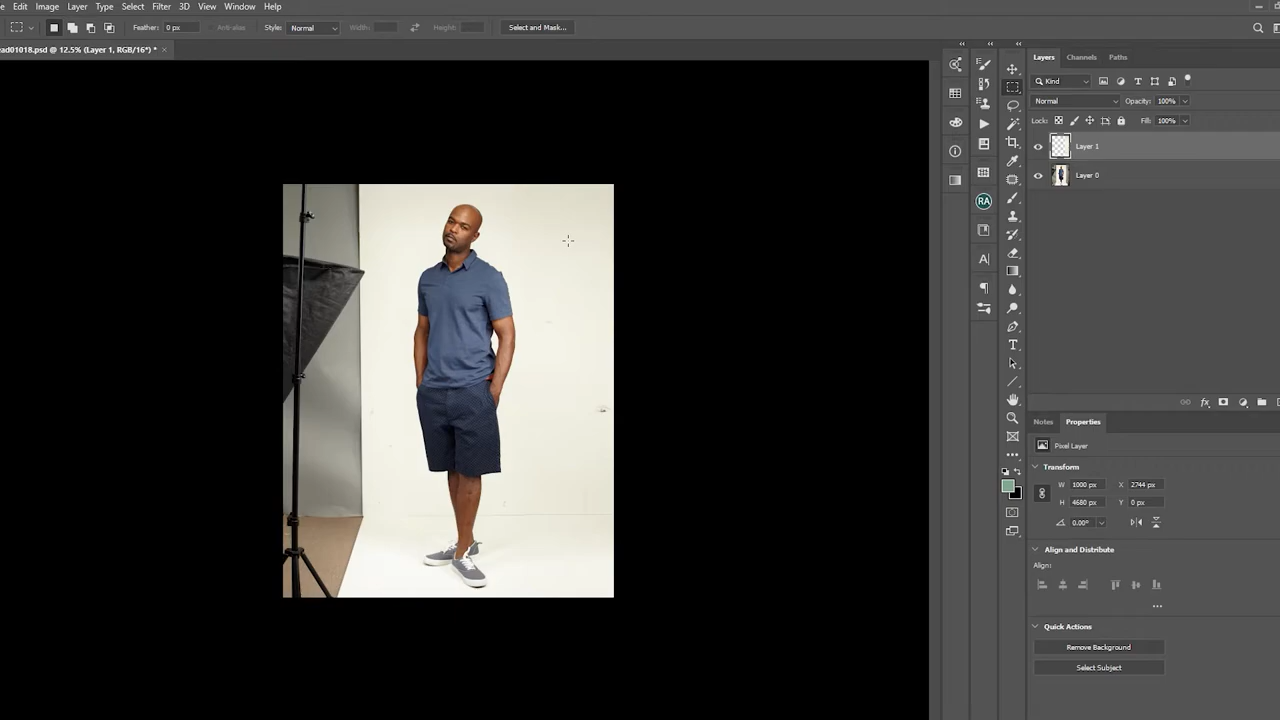 Edit Image Layer Type Select Filter 3D View Window Help
Feather: 0 px Anti-alias Style: Normal Width: Height: Select and Mask...
ad01018.psd @ 12.5% (Layer 1, RGB/16*) * ×
Layers Channels Paths
Kind
Normal Opacity: 100%
Lock: Fill: 100%
Layer 1
Layer 0
RA
A|
T
fx
Notes Properties
Pixel Layer
Transform
W 1000 px X 2744 px
H 4680 px Y 0 px
0.00°
Align and Distribute
Align:
Quick Actions
Remove Background
Select Subject